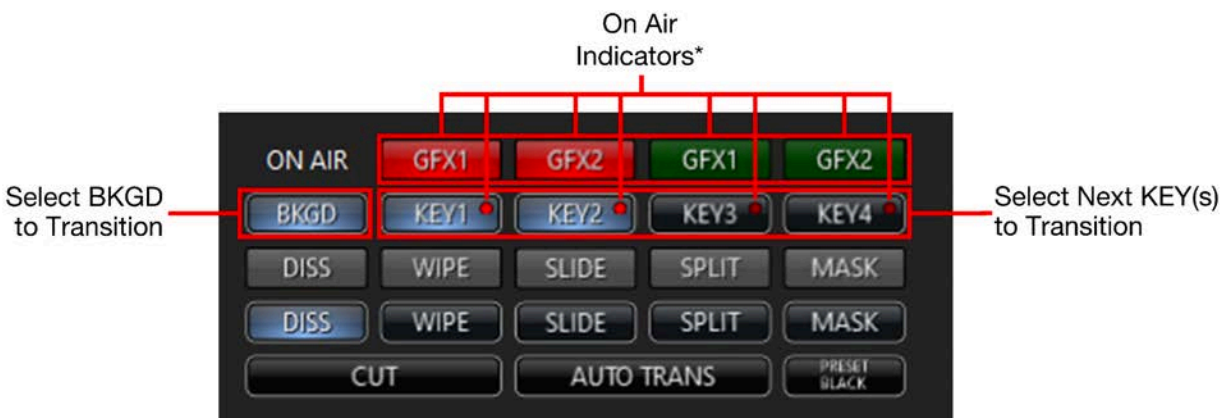 On Air
Indicators*
ON AIR GFX1 GFX2 GFX1 GFX2
Select BKGD
to Transition
BKGD KEY1 KEY2 KEY3 KEY4
Select Next KEY(s)
to Transition
DISS WIPE SLIDE SPLIT MASK
DISS WIPE SLIDE SPLIT MASK
CUT AUTO TRANS PRESET
BLACK